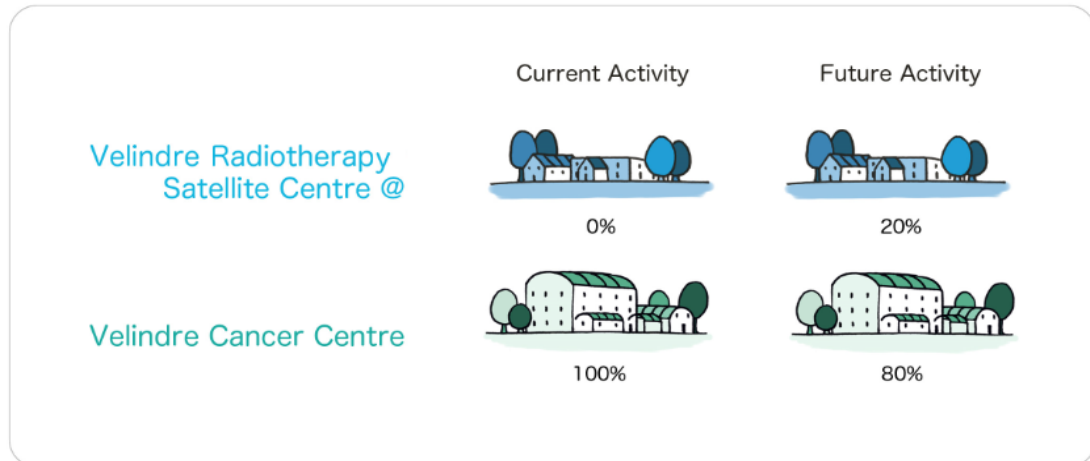 Current Activity Future Activity
Velindre Radiotherapy
Satellite Centre @
0% 20%
Velindre Cancer Centre
100% 80%